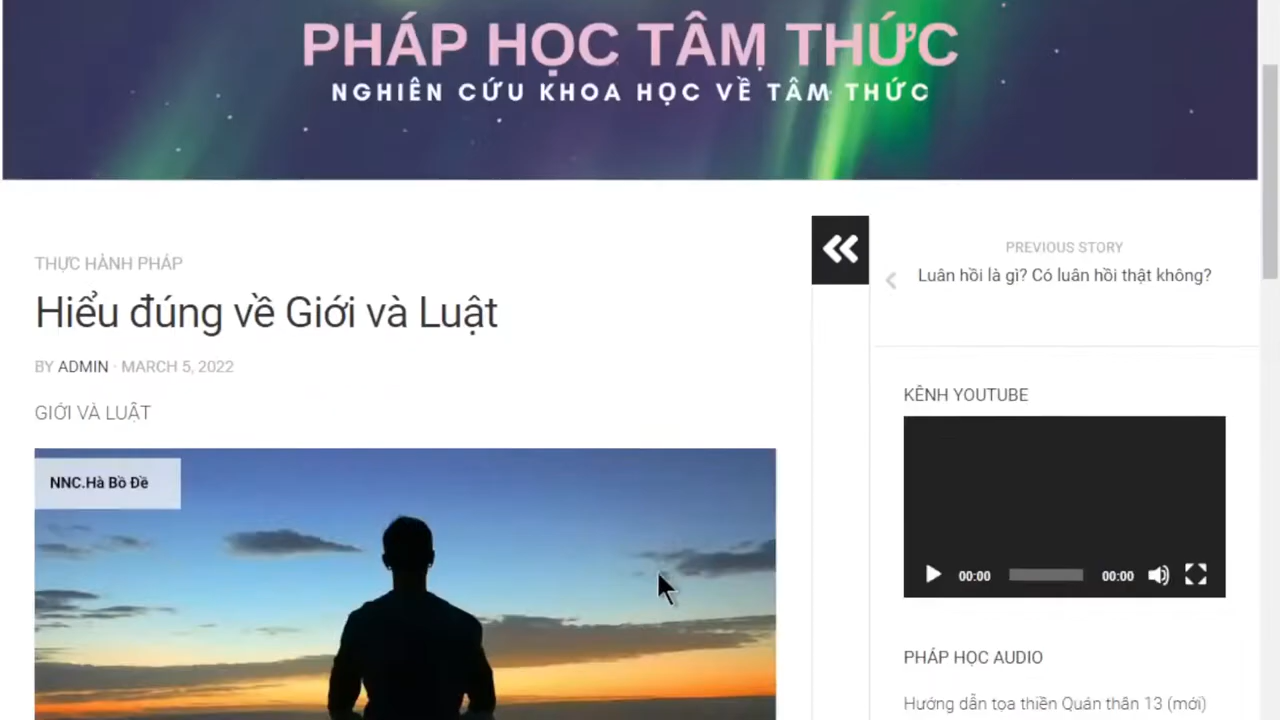 PHÁP HỌC TÂM THỨC
NGHIÊN CỨU KHOA HỌC VỀ TÂM THỨC
THỰC HÀNH PHÁP
Hiểu đúng về Giới và Luật
BY ADMIN · MARCH 5, 2022
GIỚI VÀ LUẬT
NNC.Hà Bồ Đề
PREVIOUS STORY
Luân hồi là gì? Có luân hồi thật không?
KÊNH YOUTUBE
00:00 00:00
PHÁP HỌC AUDIO
Hướng dẫn tọa thiền Quán thân 13 (mới)